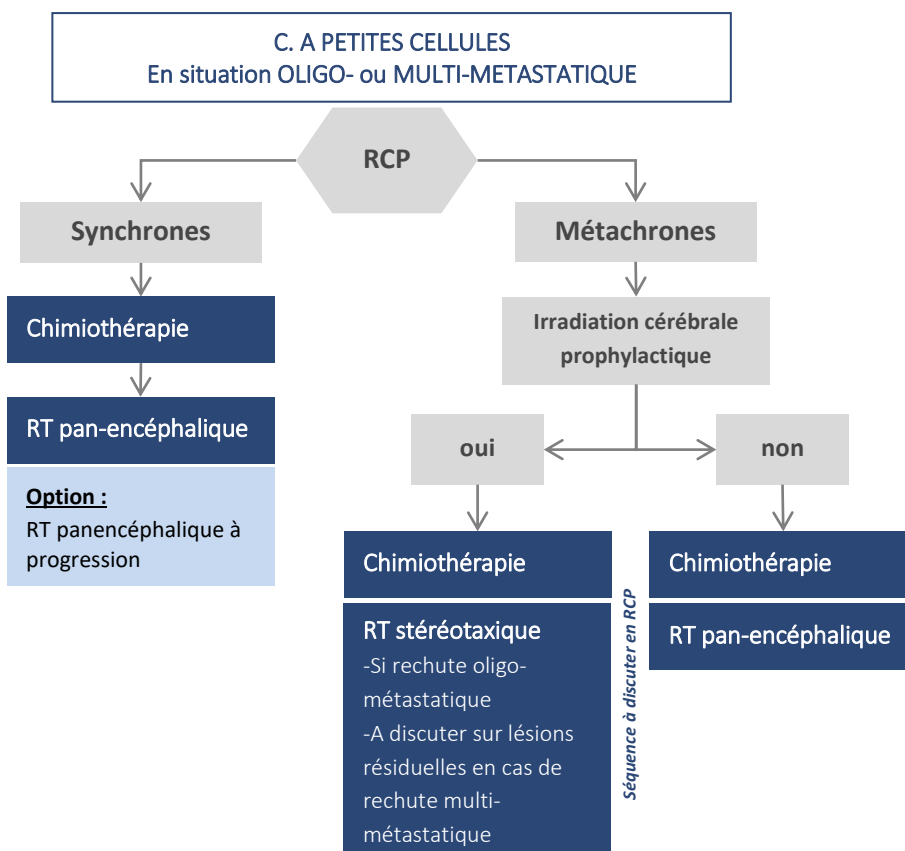 C. A PETITES CELLULES
En situation OLIGO- ou MULTI-METASTATIQUE
RCP
Synchrones
Chimiothérapie
RT pan-encéphalique
Option :
RT panencéphalique à
progression
Métachrones
Irradiation cérébrale
prophylactique
oui
non
Chimiothérapie
RT stéréotaxique
-Si rechute oligo-
métastatique
-A discuter sur lésions
résiduelles en cas de
rechute multi-
métastatique
Séquence à discuter en RCP
Chimiothérapie
RT pan-encéphalique